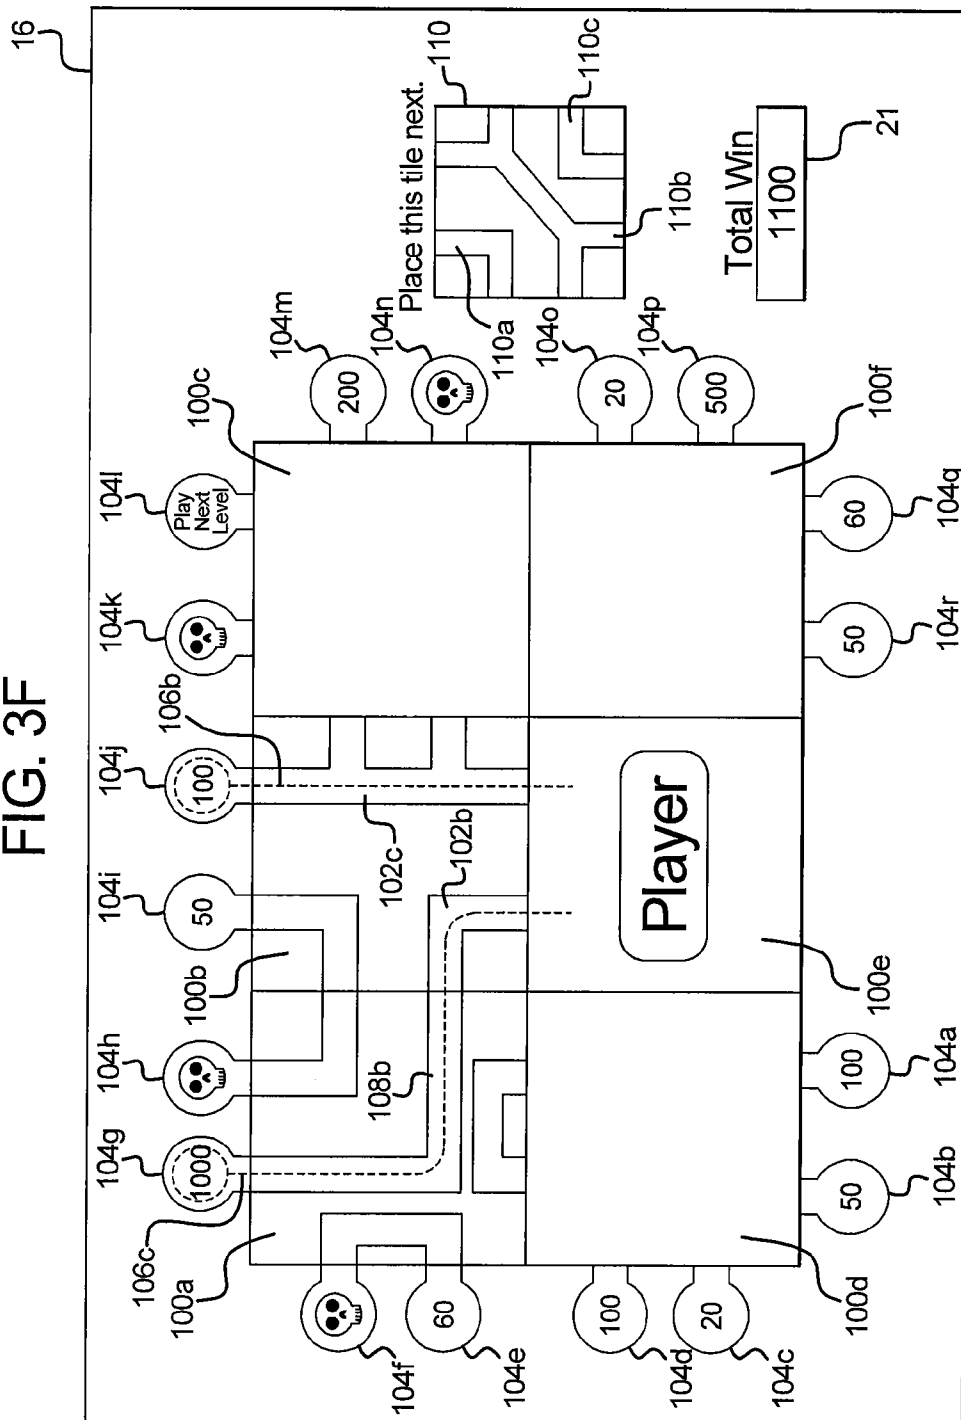 FIG. 3F
16
104g
104h
104i
104j
104k
104l
1000
50
100
Play
Next
Level
106c
100a
100b
106b
100c
104f
60
104e
108b
102b
102c
200
104m
104n
Place this tile next.
110
110a
110b
110c
100
104d
20
104c
Player
20
104o
500
104p
Total Win
1100
21
100d
50
104b
100
104a
100e
50
104r
60
104q
100f